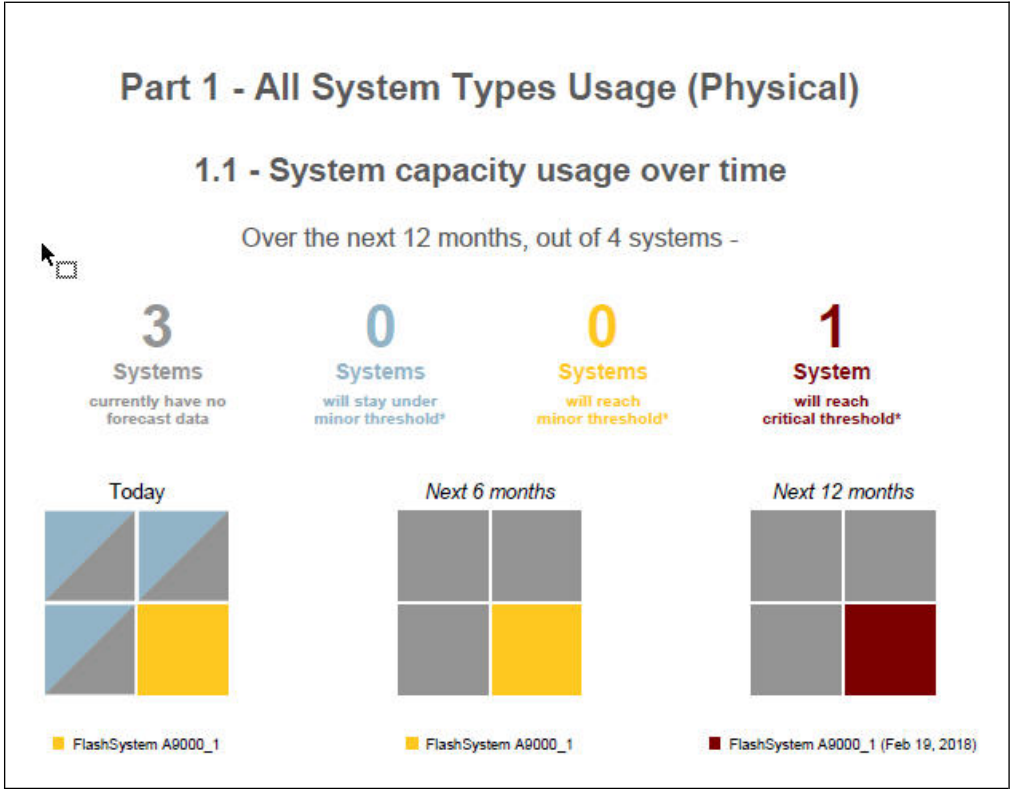 Part 1 - All System Types Usage (Physical)
1.1 - System capacity usage over time
Over the next 12 months, out of 4 systems -
3
Systems
currently have no
forecast data
0
Systems
will stay under
minor threshold*
0
Systems
will reach
minor threshold*
1
System
will reach
critical threshold*
Today
Next 6 months
Next 12 months
FlashSystem A9000_1
FlashSystem A9000_1
FlashSystem A9000_1 (Feb 19, 2018)